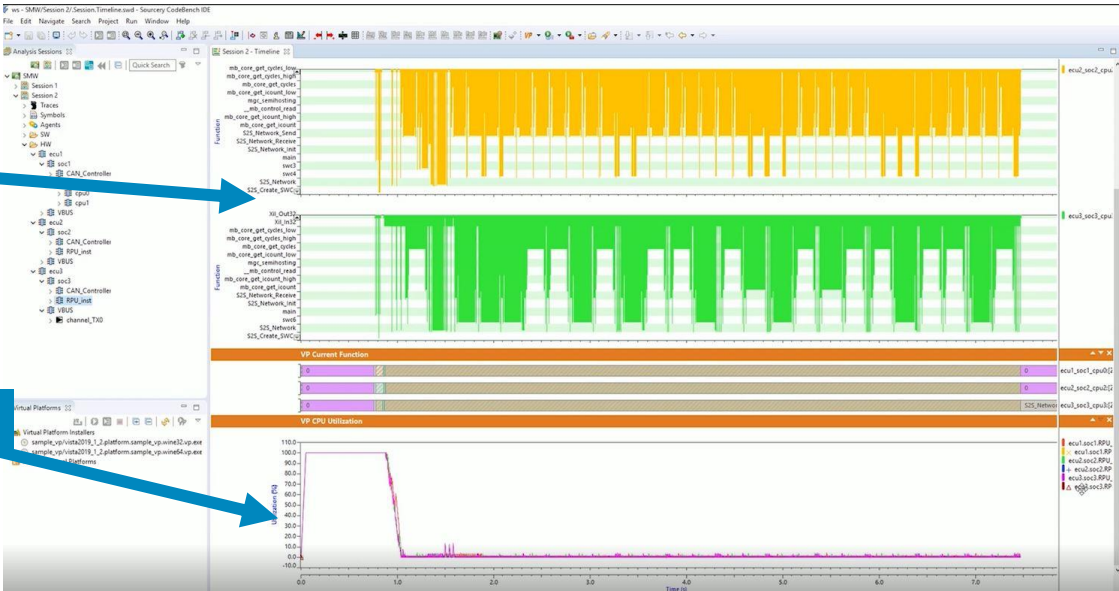 ws - SMW/Session 2/.Session.Timeline.swd - Sourcery CodeBench IDE
File Edit Navigate Search Project Run Window Help
Analysis Sessions
Quick Search
SMW
Session 1
Session 2
Traces
Symbols
Agents
SW
HW
ecu1
soc1
CAN_Controller
cpu0
cpu1
VBUS
ecu2
soc2
CAN_Controller
RPU_inst
VBUS
ecu3
soc3
CAN_Controller
RPU_inst
VBUS
channel_TX0
Virtual Platforms
Virtual Platform Installers
sample_vp/vista2019_1_2.platform.sample_vp.wine32.vp.exe
sample_vp/vista2019_1_2.platform.sample_vp.wine64.vp.exe
Platforms
Session 2 - Timeline
Function
mb_core_get_cycles_low
mb_core_get_cycles_high
mb_core_get_cycles
mb_core_get_icount_low
mgc_semihosting
__mb_control_read
mb_core_get_icount_high
mb_core_get_icount
S2S_Network_Send
S2S_Network_Receive
S2S_Network_Init
main
swc3
swc4
S2S_Network
S2S_Create_SWC
ecu2_soc2_cpu
Function
Xil_Out32
Xil_In32
mb_core_get_cycles_low
mb_core_get_cycles_high
mb_core_get_cycles
mb_core_get_icount_low
mgc_semihosting
__mb_control_read
mb_core_get_icount_high
mb_core_get_icount
S2S_Network_Receive
S2S_Network_Init
main
swc6
S2S_Network
S2S_Create_SWC
ecu3_soc3_cpu
VP Current Function
0 0 ecu1_soc1_cpu0:[2
0 0 ecu2_soc2_cpu2:[2
0 S2S_Networ ecu3_soc3_cpu3:[2
VP CPU Utilization
Utilization (%)
110.0
100.0
90.0
80.0
70.0
60.0
50.0
40.0
30.0
20.0
10.0
0.0
-10.0
0.0 1.0 2.0 3.0 4.0 5.0 6.0 7.0
Time (s)
ecu1.soc1.RPU_
ecu1.soc1.RP
ecu2.soc2.RPU_
ecu2.soc2.RP
ecu3.soc3.RPU_
ecu3.soc3.RP